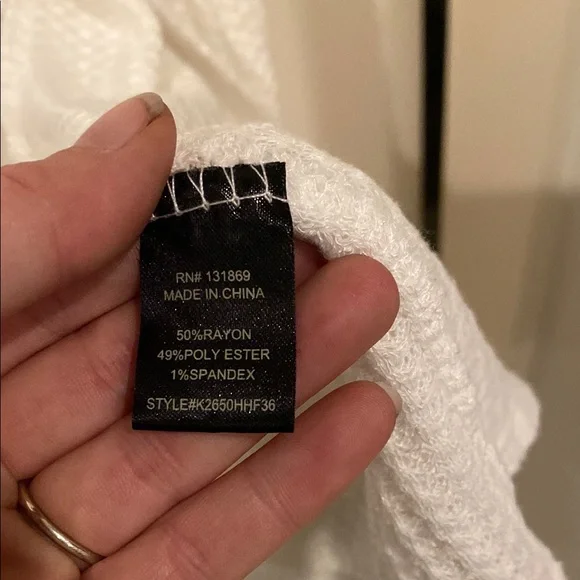 RN# 131869
MADE IN CHINA
50%RAYON
49%POLY ESTER
1%SPANDEX
STYLE#K2650HHF36